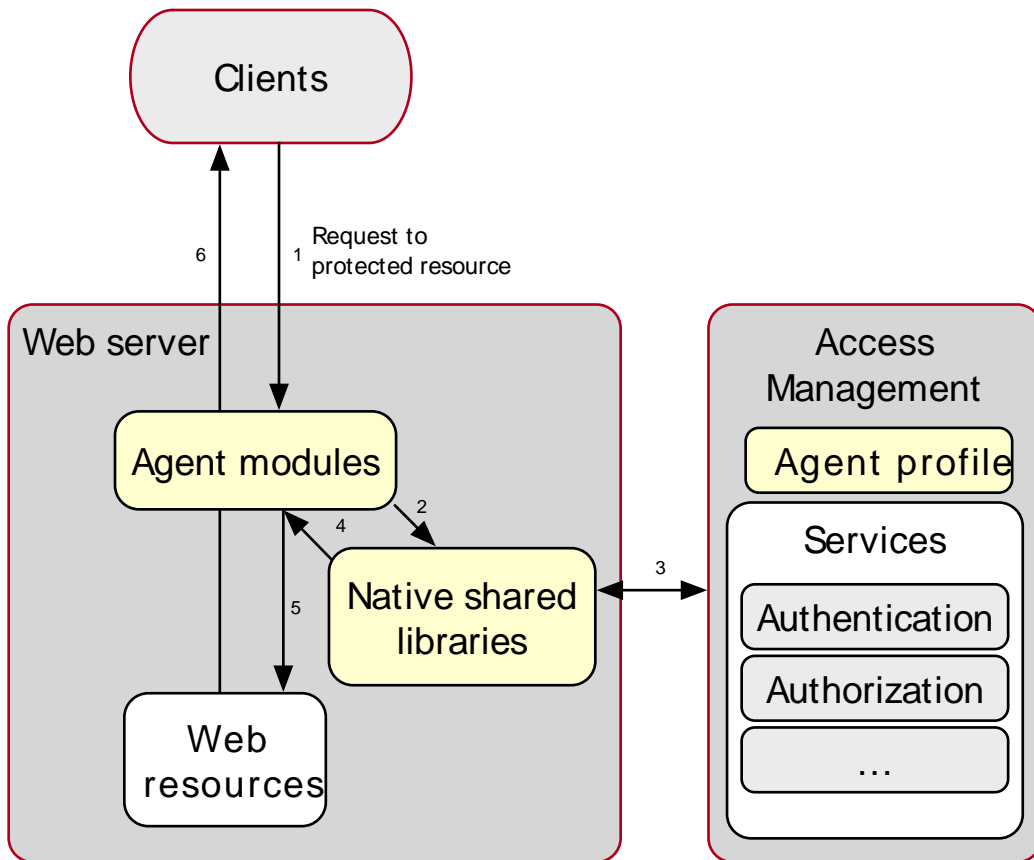 Clients
6
1
Request to
protected resource
Web server
Agent modules
2
4
Native shared
libraries
3
5
Web
resources
Access
Management
Agent profile
Services
Authentication
Authorization
...